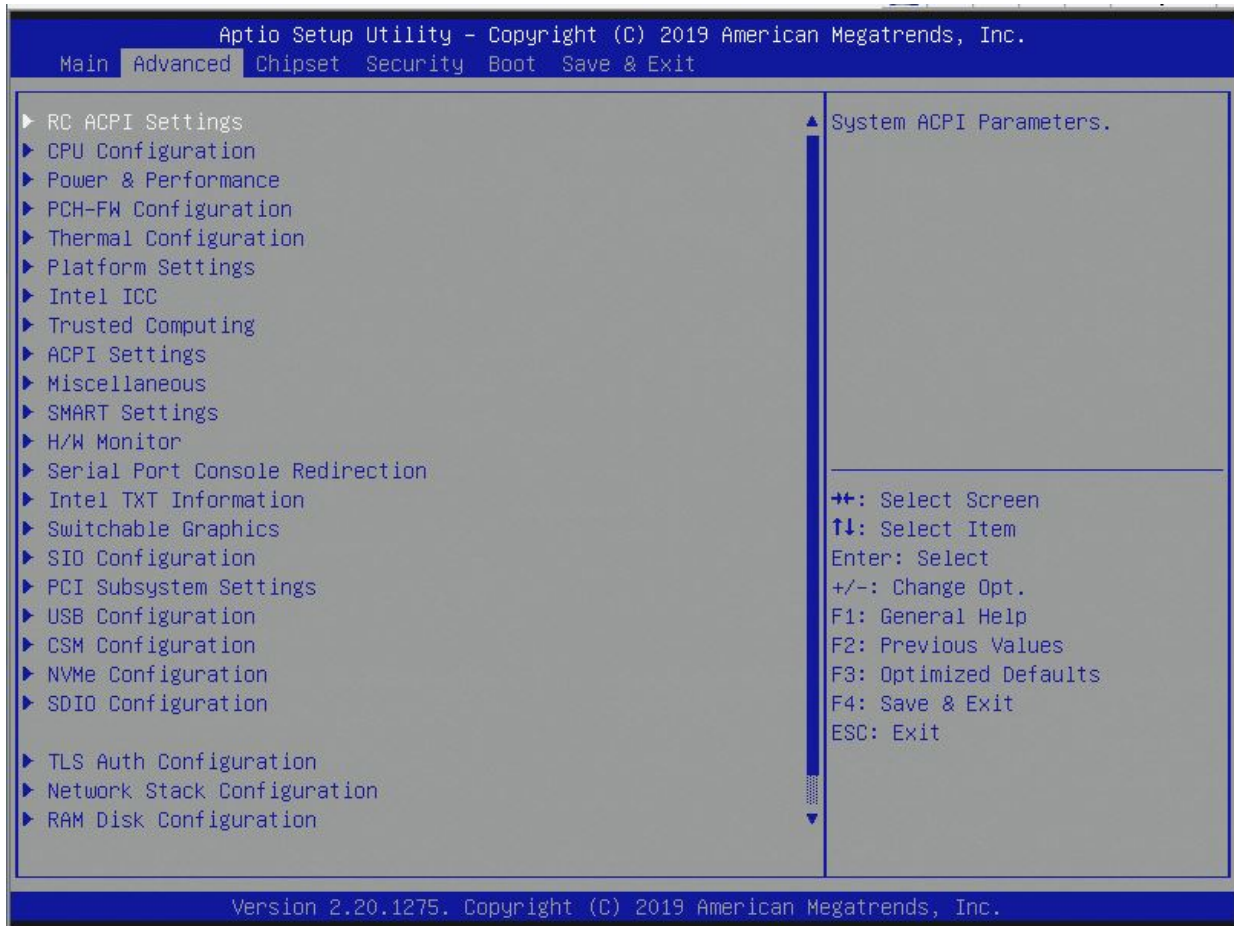 Aptio Setup Utility – Copyright (C) 2019 American Megatrends, Inc.
Main Advanced Chipset Security Boot Save & Exit
RC ACPI Settings
CPU Configuration
Power & Performance
PCH-FW Configuration
Thermal Configuration
Platform Settings
Intel ICC
Trusted Computing
ACPI Settings
Miscellaneous
SMART Settings
H/W Monitor
Serial Port Console Redirection
Intel TXT Information
Switchable Graphics
SIO Configuration
PCI Subsystem Settings
USB Configuration
CSM Configuration
NVMe Configuration
SDIO Configuration
TLS Auth Configuration
Network Stack Configuration
RAM Disk Configuration
System ACPI Parameters.
→←: Select Screen
↑↓: Select Item
Enter: Select
+/-: Change Opt.
F1: General Help
F2: Previous Values
F3: Optimized Defaults
F4: Save & Exit
ESC: Exit
Version 2.20.1275. Copyright (C) 2019 American Megatrends, Inc.